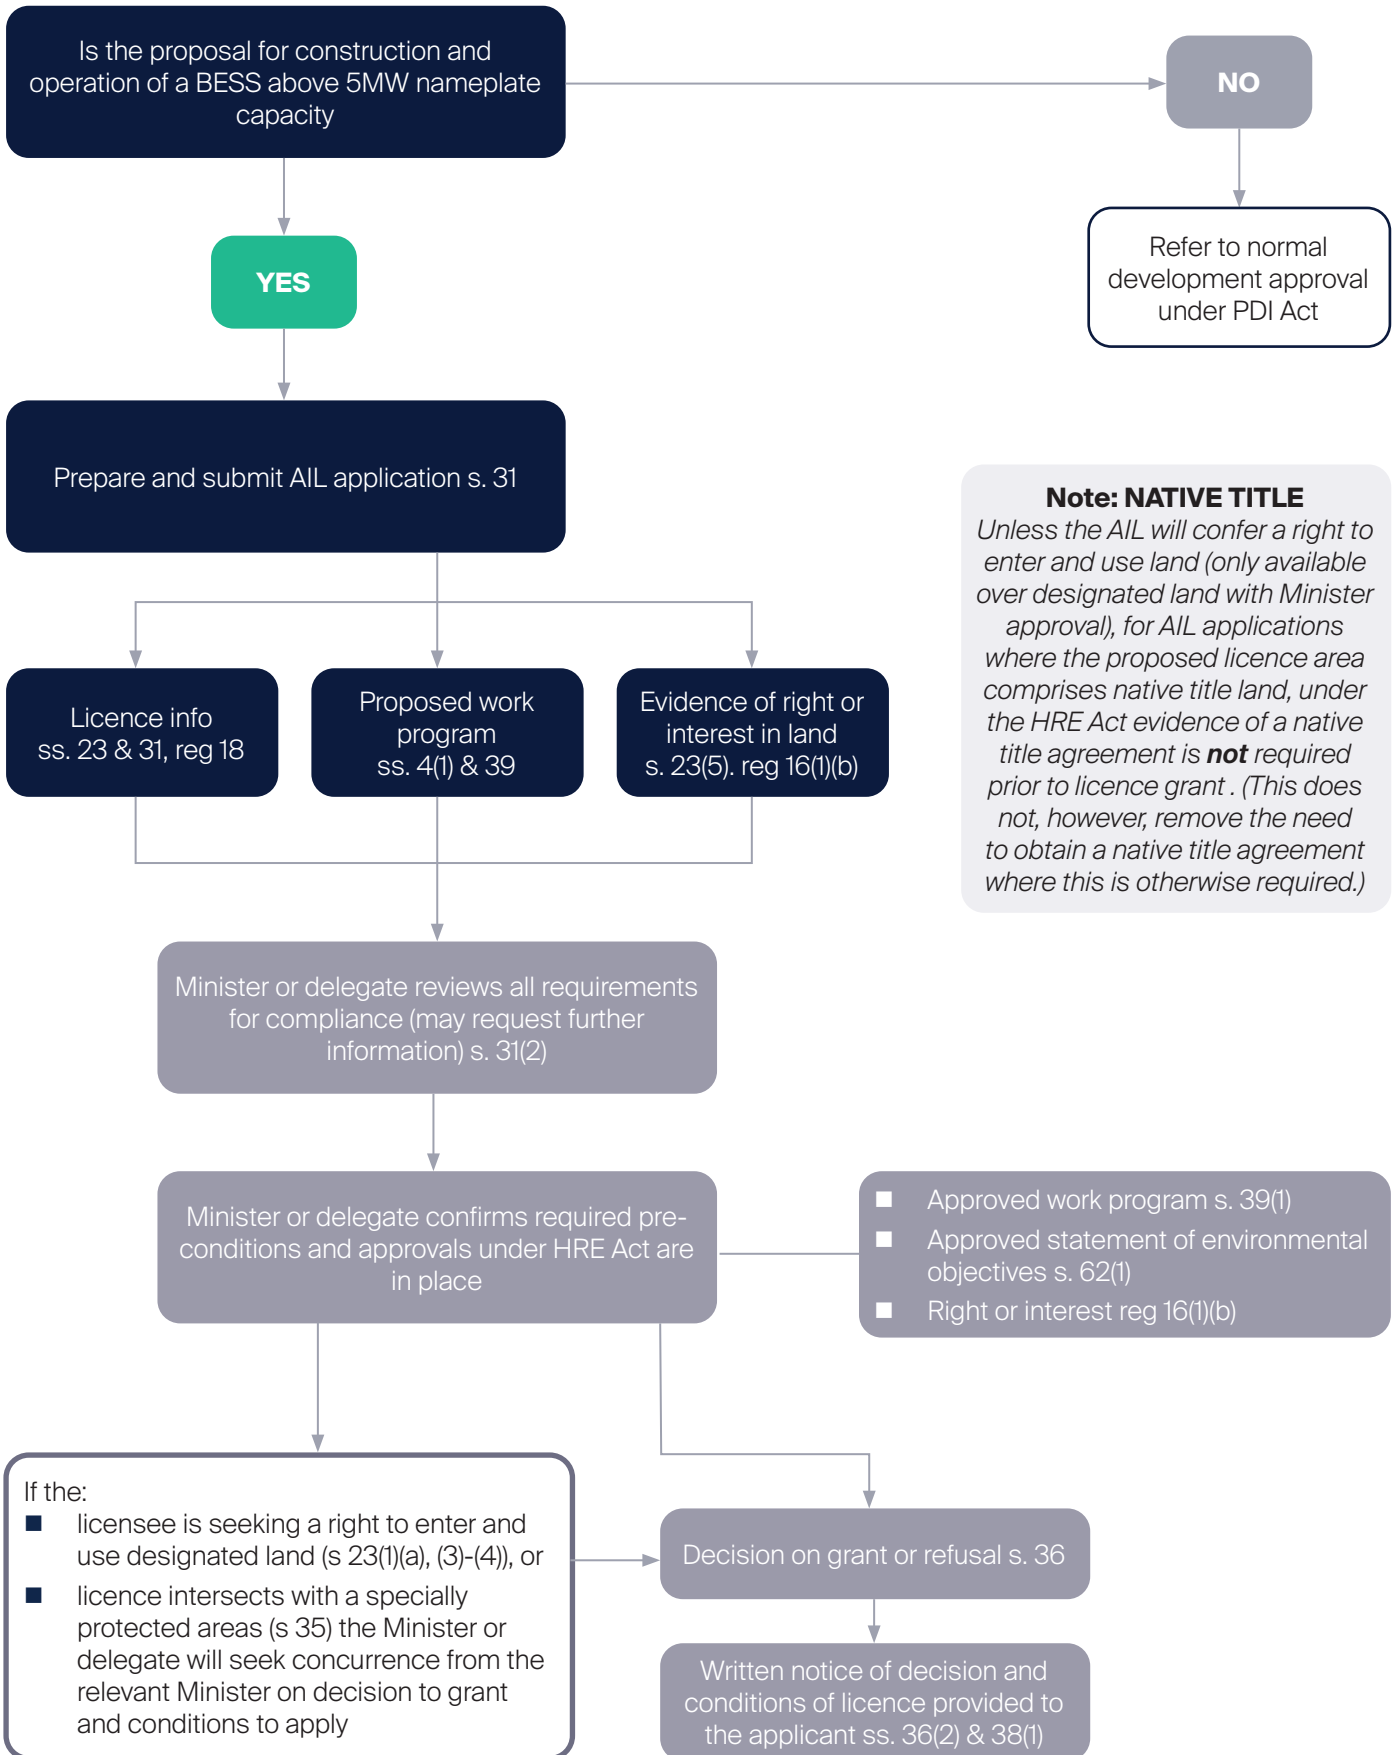 Is the proposal for construction and
operation of a BESS above 5MW nameplate
capacity
NO
YES
Refer to normal
development approval
under PDI Act
Prepare and submit AIL application s. 31
Note: NATIVE TITLE
Unless the AIL will confer a right to
enter and use land (only available
over designated land with Minister
approval), for AIL applications
where the proposed licence area
comprises native title land, under
the HRE Act evidence of a native
title agreement is not required
prior to licence grant . (This does
not, however, remove the need
to obtain a native title agreement
where this is otherwise required.)
Licence info
ss. 23 & 31, reg 18
Proposed work
program
ss. 4(1) & 39
Evidence of right or
interest in land
s. 23(5). reg 16(1)(b)
Minister or delegate reviews all requirements
for compliance (may request further
information) s. 31(2)
Minister or delegate confirms required pre-
conditions and approvals under HRE Act are
in place
■ Approved work program s. 39(1)
■ Approved statement of environmental
objectives s. 62(1)
■ Right or interest reg 16(1)(b)
If the:
■ licensee is seeking a right to enter and
use designated land (s 23(1)(a), (3)-(4)), or
■ licence intersects with a specially
protected areas (s 35) the Minister or
delegate will seek concurrence from the
relevant Minister on decision to grant
and conditions to apply
Decision on grant or refusal s. 36
Written notice of decision and
conditions of licence provided to
the applicant ss. 36(2) & 38(1)